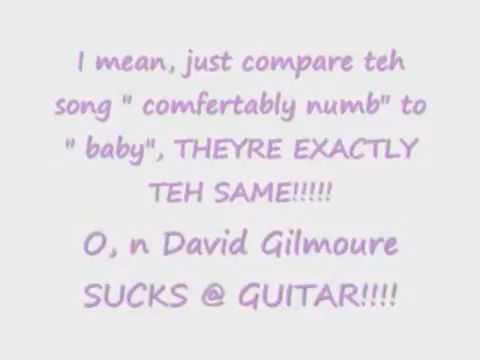 I mean, just compare teh
song " comfertably numb" to
" baby", THEYRE EXACTLY
TEH SAME!!!!!
O, n David Gilmoure
SUCKS @ GUITAR!!!!